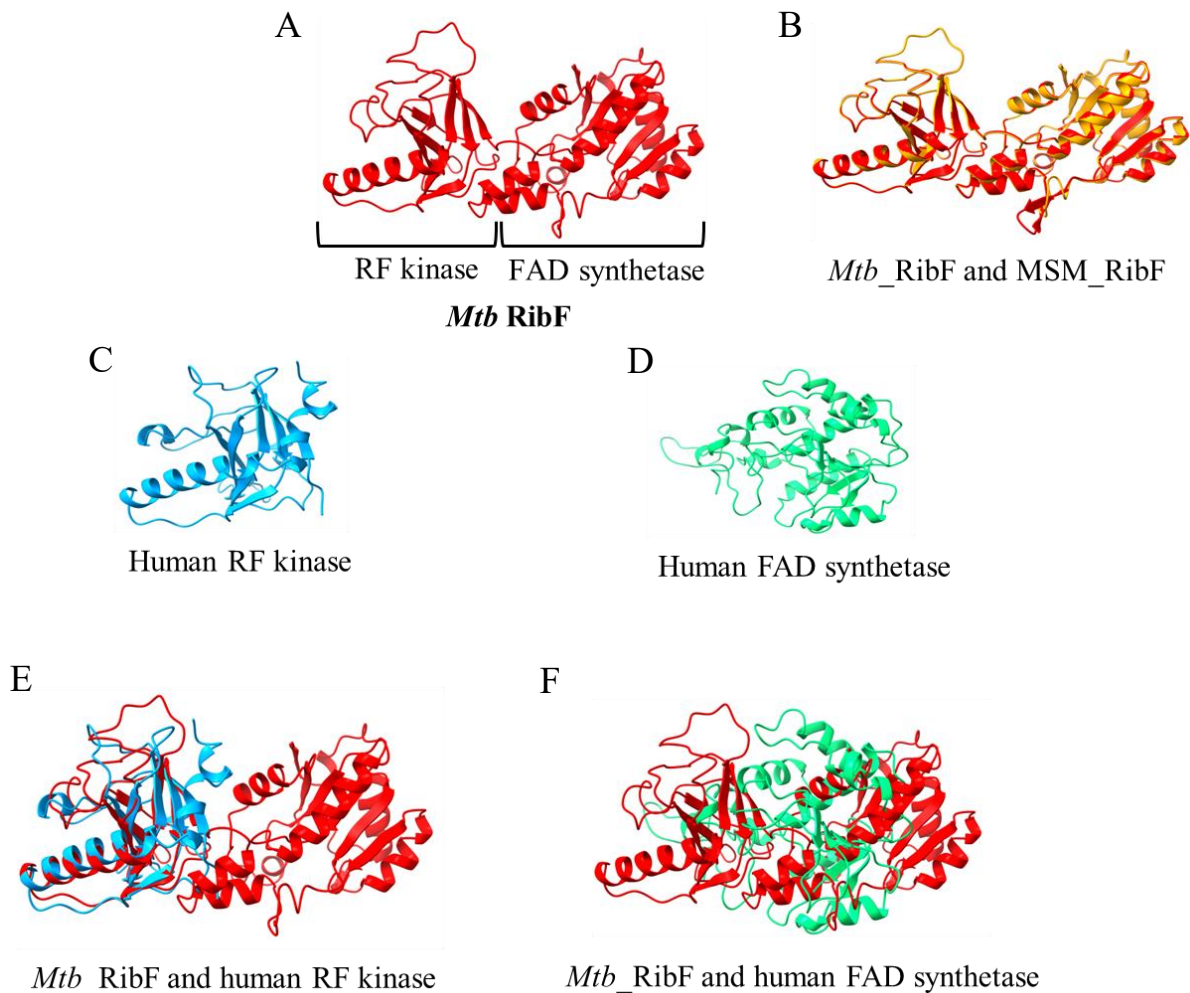 A
B
RF kinase
FAD synthetase
Mtb RibF
Mtb_RibF and MSM_RibF
C
D
Human RF kinase
Human FAD synthetase
E
F
Mtb RibF and human RF kinase
Mtb_RibF and human FAD synthetase